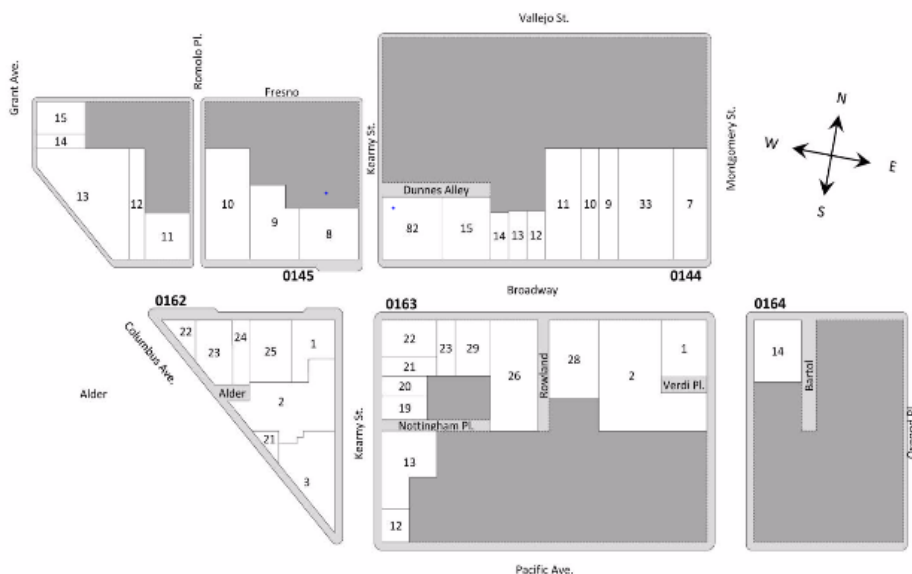 Vallejo St.
Grant Ave.
Romolo Pl.
Fresno
Kearny St.
Montgomery St.
N
W
E
S
15
14
13
12
11
10
9
8
0145
Dunnes Alley
82
15
14
13
12
11
10
9
33
7
0144
Broadway
0162
22
23
24
25
1
Columbus Ave.
Alder
Alder
2
21
3
Kearny St.
0163
22
23
29
21
20
19
26
Rowland
28
2
1
Verdi Pl.
Nottingham Pl.
13
12
0164
14
Bartol
Pacific Ave.